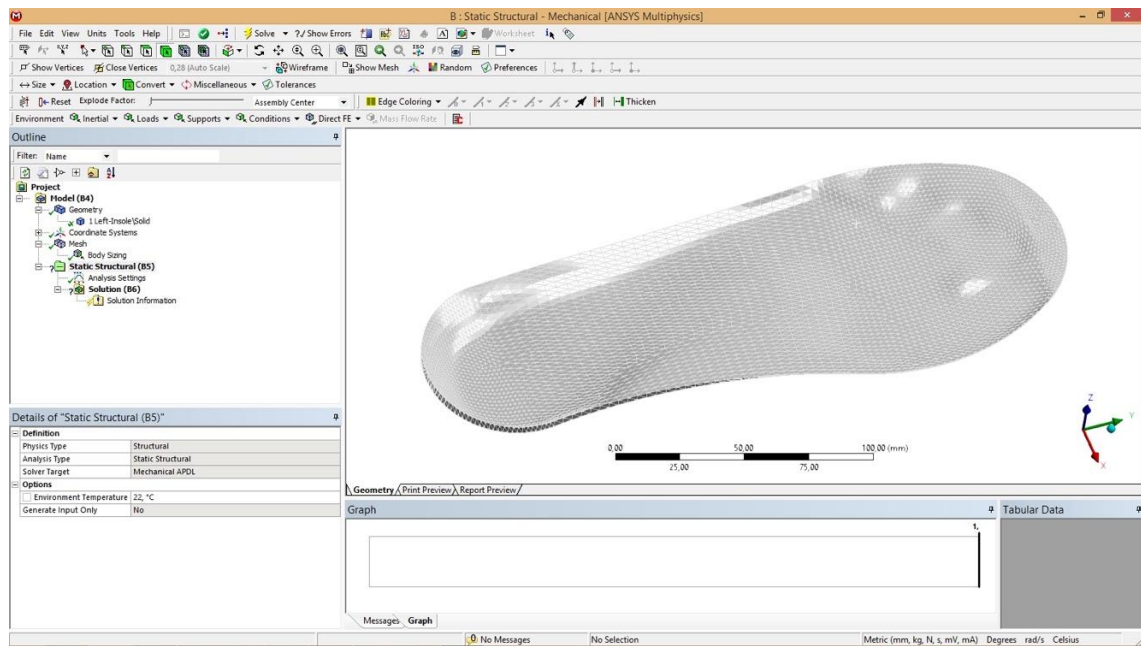 B : Static Structural - Mechanical [ANSYS Multiphysics]
File Edit View Units Tools Help Solve ?/ Show Errors Worksheet
Show Vertices Close Vertices 0,28 (Auto Scale) Wireframe Show Mesh Random Preferences
Size Location Convert Miscellaneous Tolerances
Reset Explode Factor: Assembly Center Edge Coloring Thicken
Environment Inertial Loads Supports Conditions Direct FE Mass Flow Rate
Outline
Filter: Name
Project
Model (B4)
Geometry
1 Left-Insole\Solid
Coordinate Systems
Mesh
Body Sizing
Static Structural (B5)
Analysis Settings
Solution (B6)
Solution Information
Details of "Static Structural (B5)"
Definition
Physics Type Structural
Analysis Type Static Structural
Solver Target Mechanical APDL
Options
Environment Temperature 22, °C
Generate Input Only No
Z
Y
X
0,00 50,00 100,00 (mm)
25,00 75,00
Geometry Print Preview Report Preview
Graph
1,
Messages Graph
Tabular Data
0 No Messages No Selection Metric (mm, kg, N, s, mV, mA) Degrees rad/s Celsius